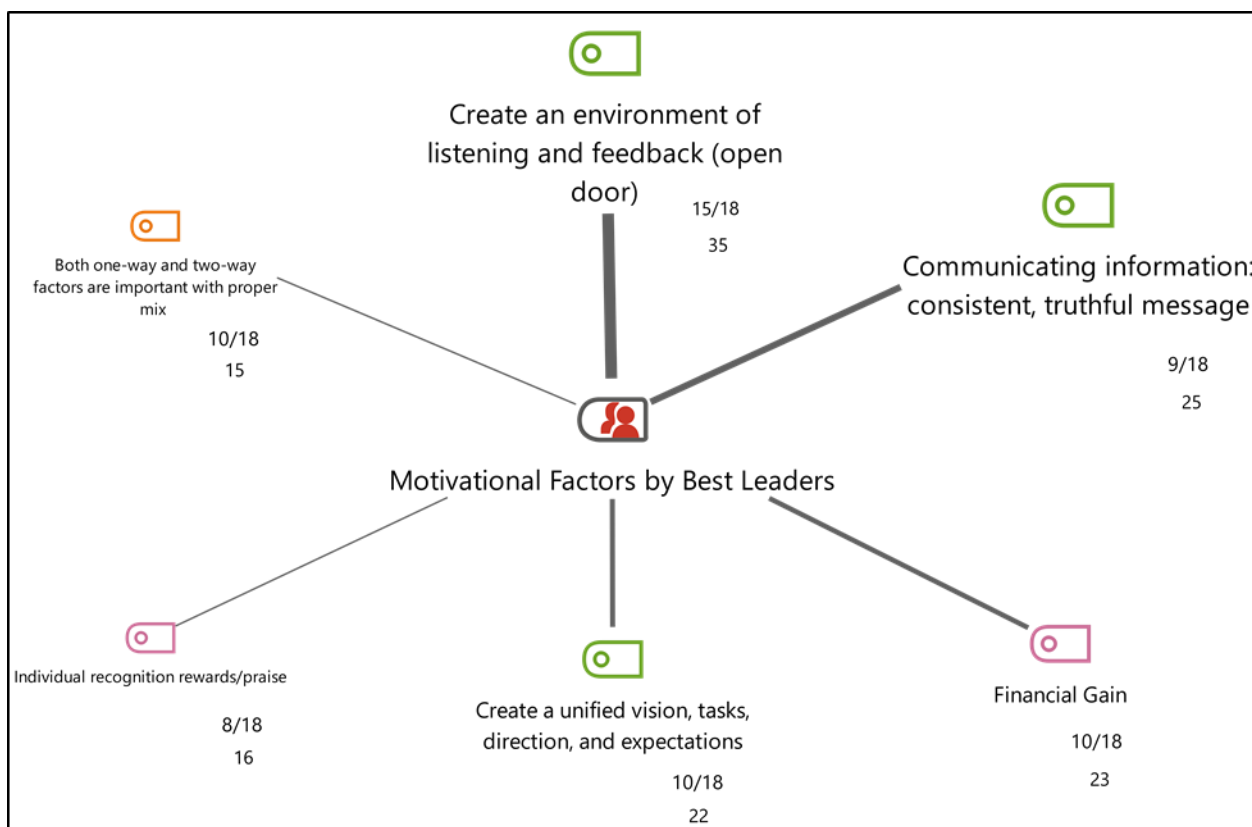 Create an environment of
listening and feedback (open
door)
15/18
35
Communicating information:
consistent, truthful message
9/18
25
Both one-way and two-way
factors are important with proper
mix
10/18
15
Motivational Factors by Best Leaders
Individual recognition rewards/praise
8/18
16
Create a unified vision, tasks,
direction, and expectations
10/18
22
Financial Gain
10/18
23